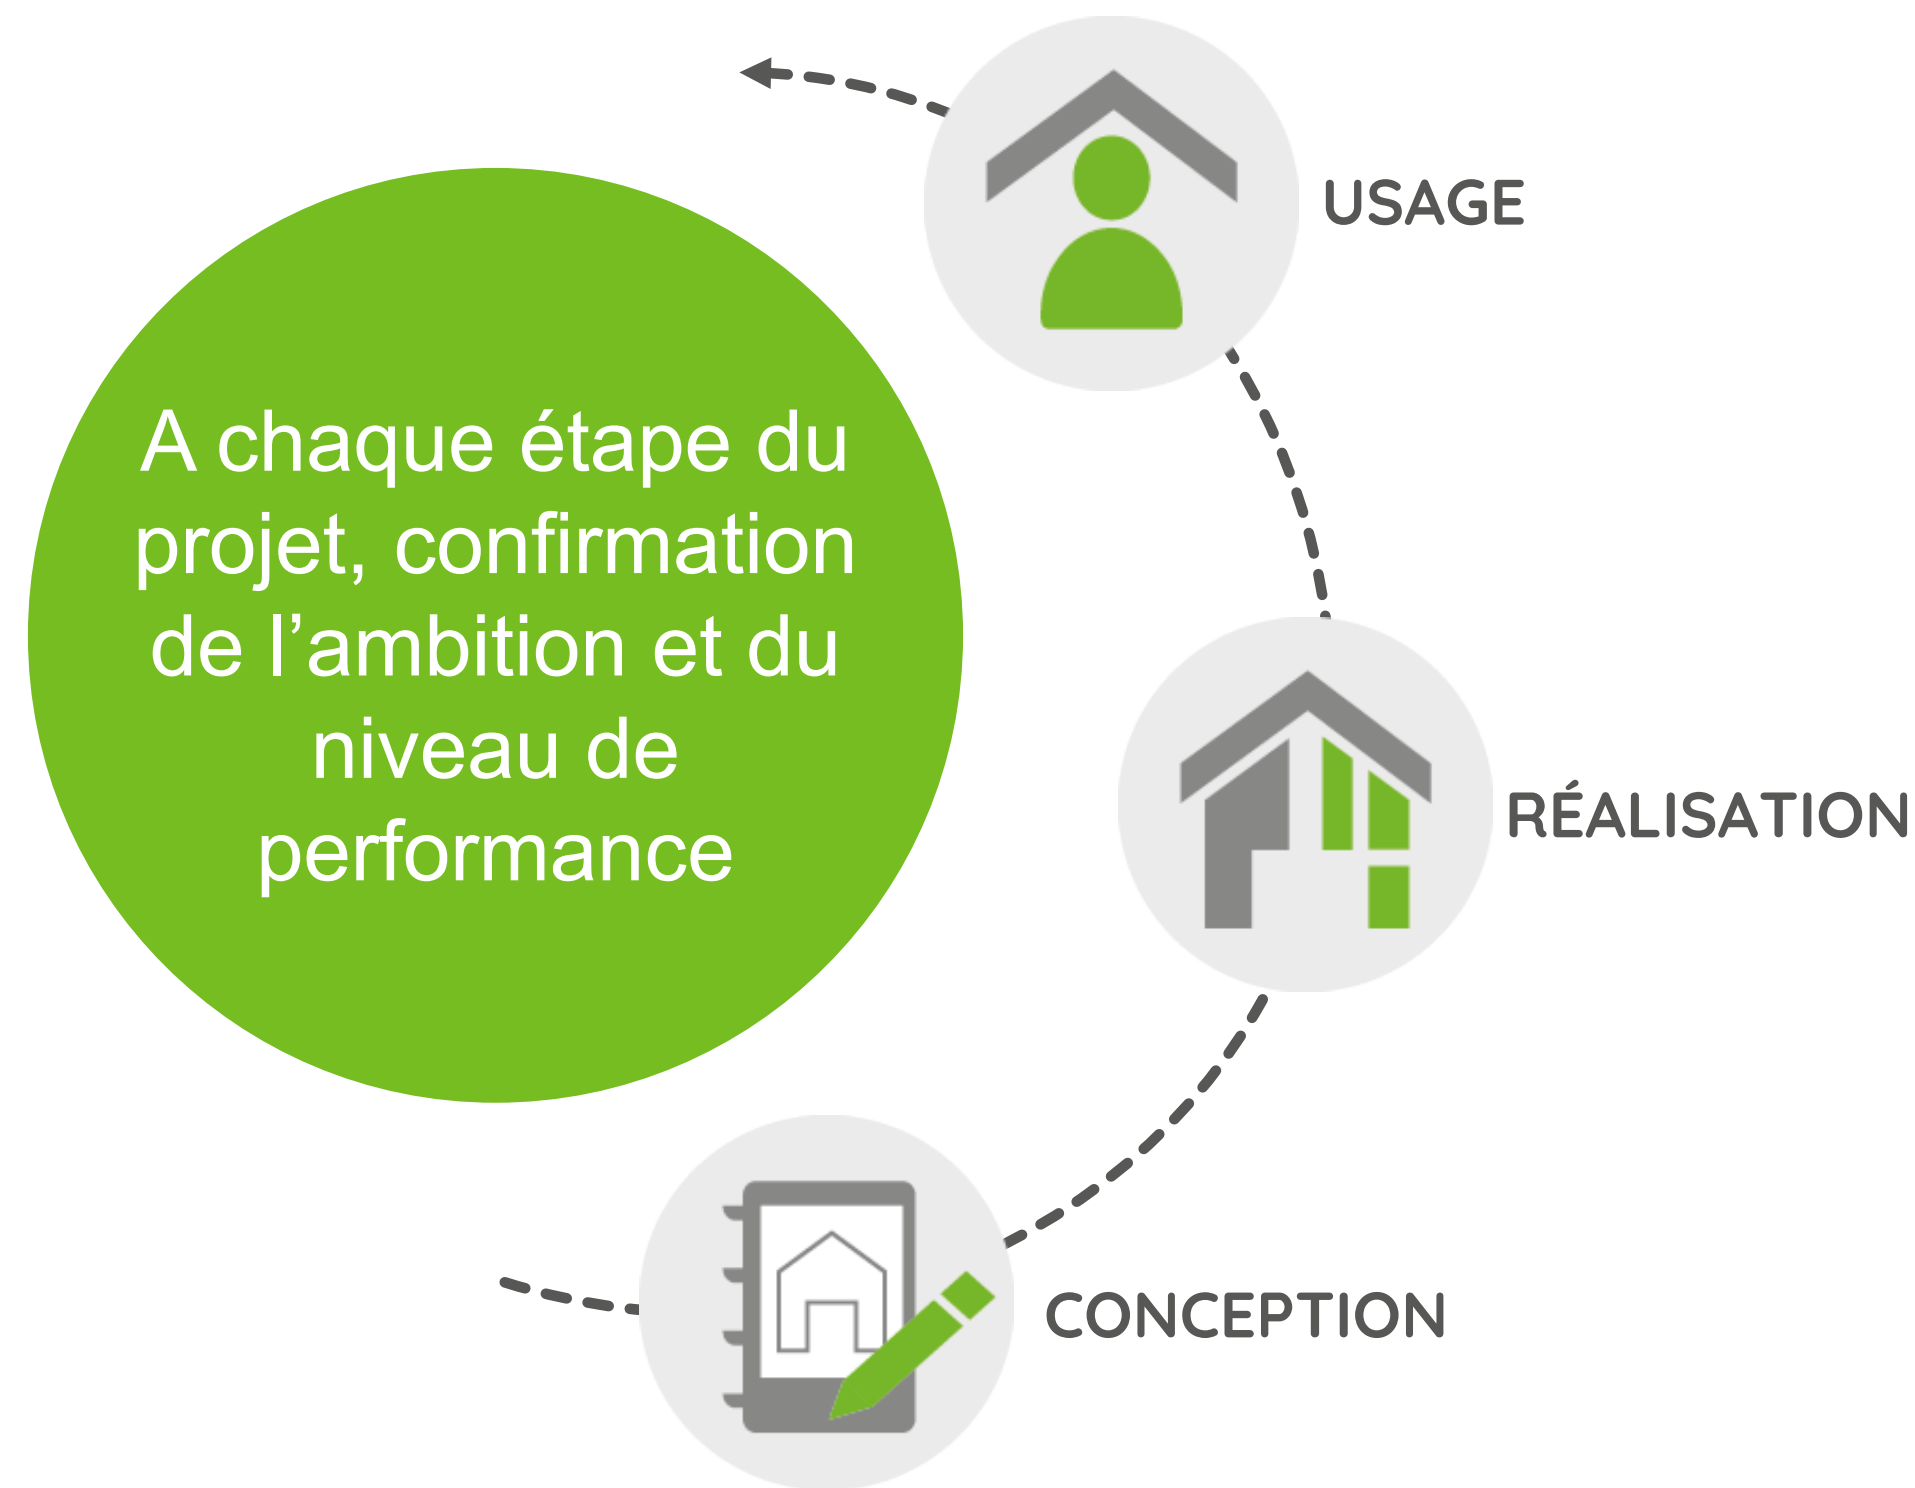 A chaque étape du
projet, confirmation
de l’ambition et du
niveau de
performance
USAGE
RÉALISATION
CONCEPTION